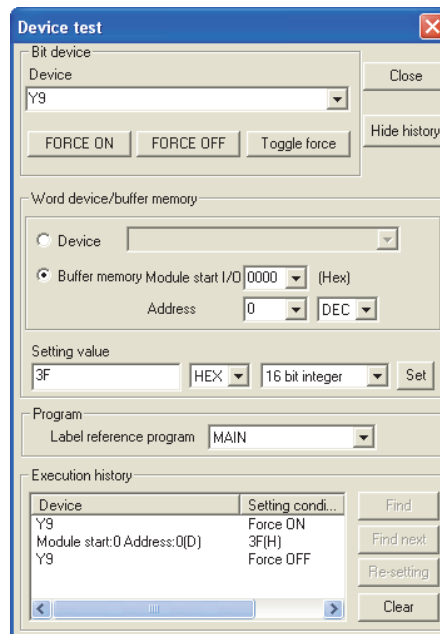 Device test
Bit device
Device
Y9
Close
FORCE ON FORCE OFF Toggle force
Hide history
Word device/buffer memory
Device
Buffer memory Module start I/O 0000 (Hex)
Address 0 DEC
Setting value
3F HEX 16 bit integer Set
Program
Label reference program MAIN
Execution history
Device Setting condi...
Y9 Force ON
Module start:0 Address:0(D) 3F(H)
Y9 Force OFF
Find
Find next
Re-setting
Clear